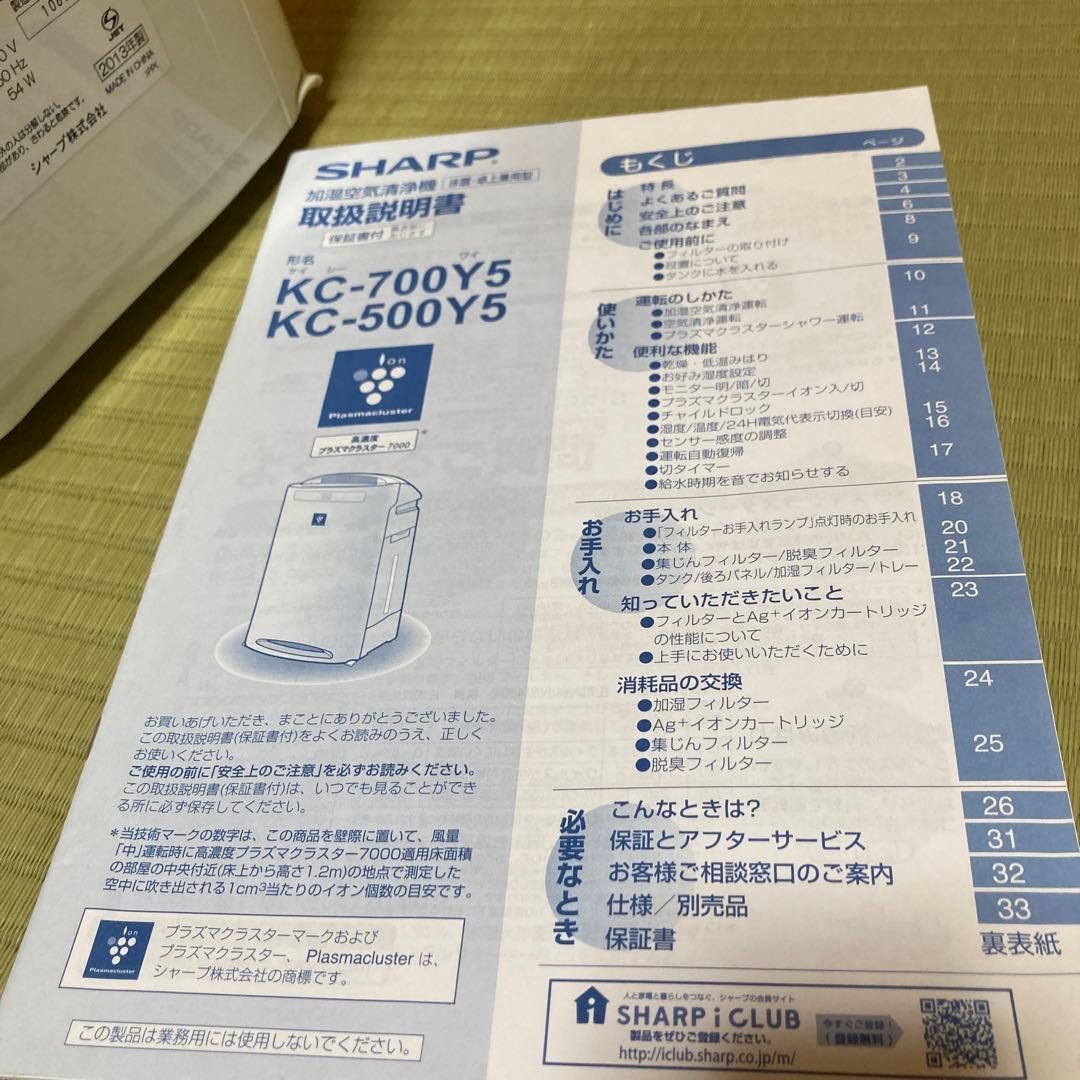 54 W
2013年製
MADE IN CHINA
シャープ株式会社
SHARP
加湿空気清浄機 床置・卓上兼用型
取扱説明書
保証書付
形名
ケイ シー ワイ
KC-700Y5
KC-500Y5
Ion
Plasmacluster
高濃度
プラズマクラスター 7000
*
お買いあげいただき、まことにありがとうございました。
この取扱説明書(保証書付)をよくお読みのうえ、正しく
お使いください。
ご使用の前に「安全上のご注意」を必ずお読みください。
この取扱説明書(保証書付)は、いつでも見ることができ
る所に必ず保存してください。
*当技術マークの数字は、この商品を壁際に置いて、風量
「中」運転時に高濃度プラズマクラスター7000適用床面積
の部屋の中央付近(床上から高さ1.2m)の地点で測定した
空中に吹き出される1cm³当たりのイオン個数の目安です。
Ion
Plasmacluster
プラズマクラスターマークおよび
プラズマクラスター、Plasmacluster は、
シャープ株式会社の商標です。
この製品は業務用には使用しないでください。
もくじ ページ
はじめに
特長 2
よくあるご質問 3
安全上のご注意 4
各部のなまえ 6
ご使用前に 8
●フィルターの取り付け
●設置について
●タンクに水を入れる 9
使いかた
運転のしかた 10
●加湿空気清浄運転
●空気清浄運転
●プラズマクラスターシャワー運転 11
便利な機能 12
●乾燥・低温みはり
●お好み湿度設定 13
●モニター明/暗/切 14
●プラズマクラスターイオン入/切
●チャイルドロック
●湿度/温度/24H電気代表示切換(目安) 15
●センサー感度の調整 16
●運転自動復帰
●切タイマー 17
●給水時期を音でお知らせする
お手入れ
お手入れ 18
●「フィルターお手入れランプ」点灯時のお手入れ
●本体 20
●集じんフィルター/脱臭フィルター 21
●タンク/後ろパネル/加湿フィルター/トレー 22
知っていただきたいこと 23
●フィルターとAg⁺イオンカートリッジ
の性能について
●上手にお使いいただくために
消耗品の交換 24
●加湿フィルター
●Ag⁺イオンカートリッジ
●集じんフィルター 25
●脱臭フィルター
必要なとき
こんなときは? 26
保証とアフターサービス 31
お客様ご相談窓口のご案内 32
仕様/別売品 33
保証書 裏表紙
人と家電と暮らしをつなぐ、シャープの会員サイト
SHARP i CLUB
製品をぜひご登録ください。
http://iclub.sharp.co.jp/m/
今すぐご登録!
(登録無料)